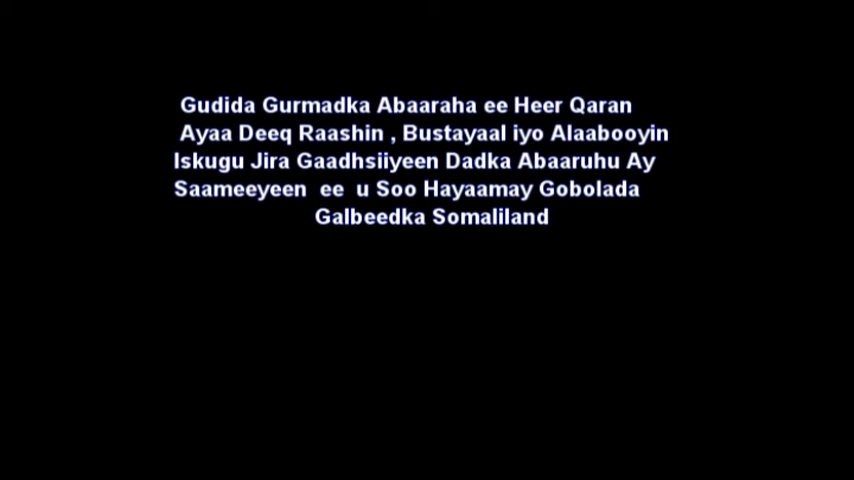 Gudida Gurmadka Abaaraha ee Heer Qaran
Ayaa Deeq Raashin , Bustayaal iyo Alaabooyin
Iskugu Jira Gaadhsiiyeen Dadka Abaaruhu Ay
Saameeyeen ee u Soo Hayaamay Gobolada
Galbeedka Somaliland